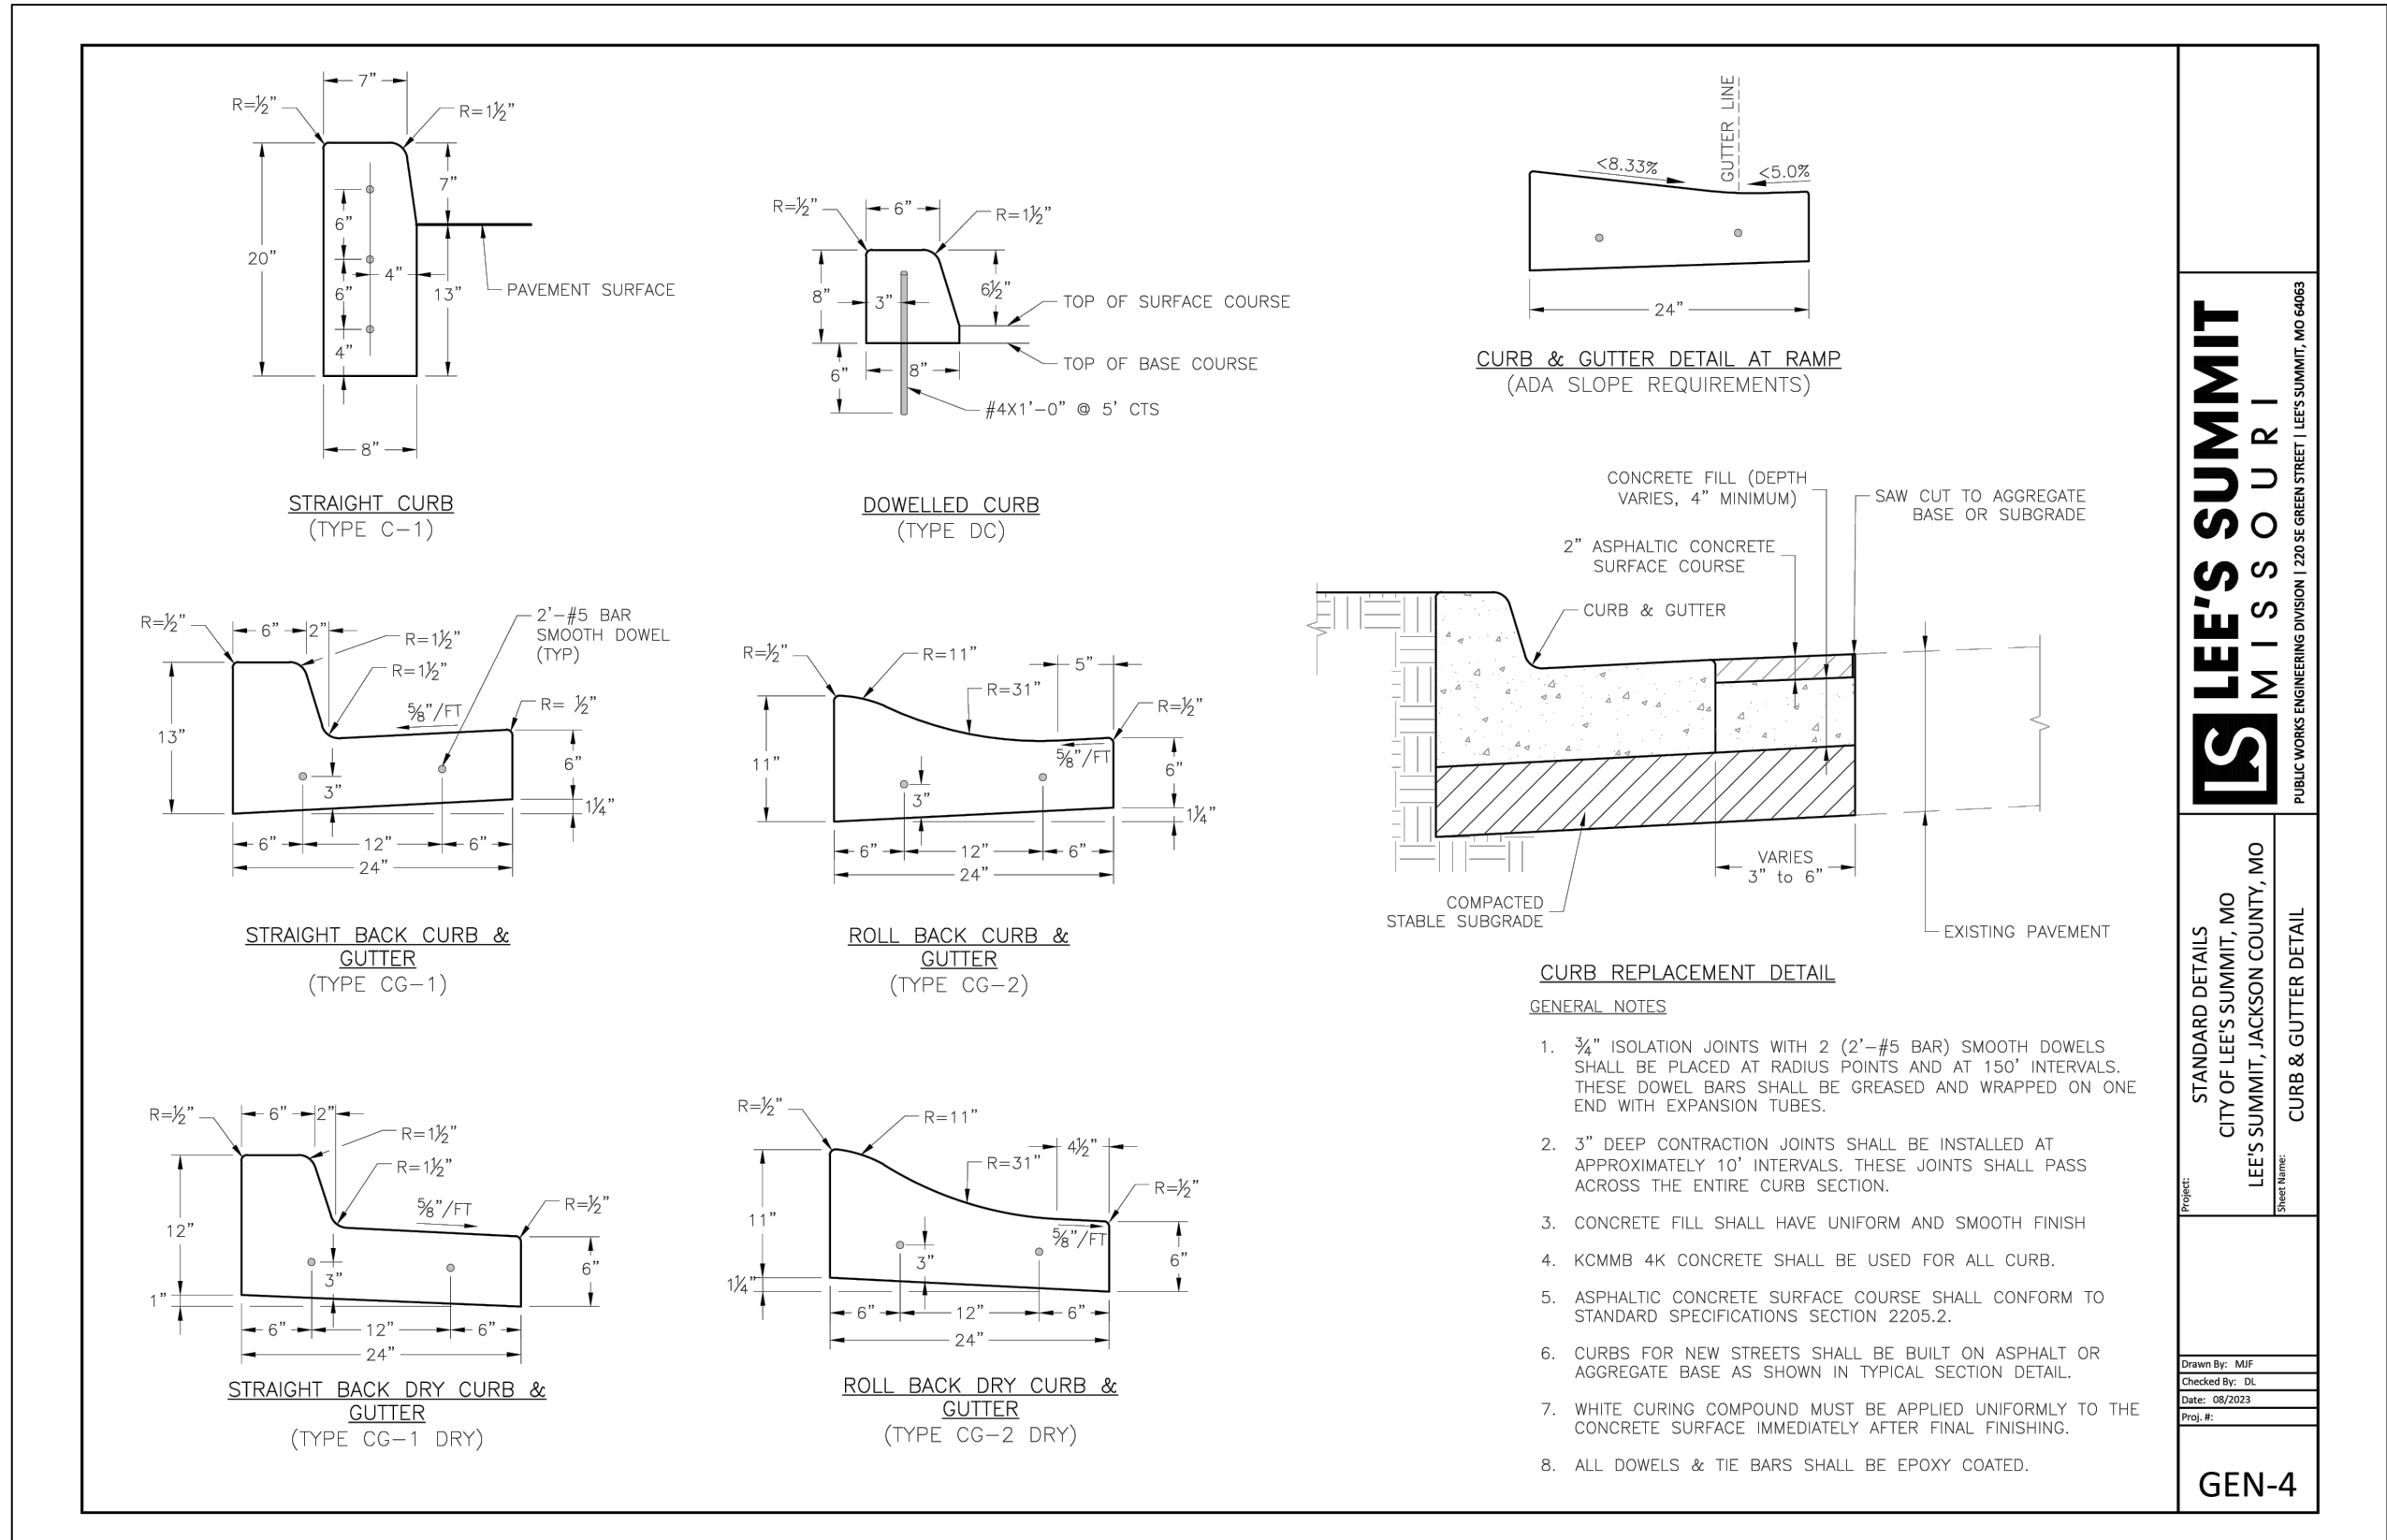 7”
R=½”
R=1½”
7”
6”
20”
4”
6”
13”
PAVEMENT SURFACE
4”
8”
STRAIGHT CURB
(TYPE C–1)
R=½”
6”
R=1½”
8”
3”
6½”
TOP OF SURFACE COURSE
TOP OF BASE COURSE
6”
8”
#4X1’–0” @ 5’ CTS
DOWELLED CURB
(TYPE DC)
GUTTER LINE
<8.33%
<5.0%
24”
CURB & GUTTER DETAIL AT RAMP
(ADA SLOPE REQUIREMENTS)
R=½”
6”
2”
R=1½”
R=1½”
2’–#5 BAR
SMOOTH DOWEL
(TYP)
⅝”/FT
R= ½”
13”
6”
3”
1¼”
6”
12”
6”
24”
STRAIGHT BACK CURB &
GUTTER
(TYPE CG–1)
R=½”
R=11”
5”
R=31”
R=½”
⅝”/FT
11”
6”
3”
1¼”
6”
12”
6”
24”
ROLL BACK CURB &
GUTTER
(TYPE CG–2)
CONCRETE FILL (DEPTH
VARIES, 4” MINIMUM)
SAW CUT TO AGGREGATE
BASE OR SUBGRADE
2” ASPHALTIC CONCRETE
SURFACE COURSE
CURB & GUTTER
VARIES
3” to 6”
COMPACTED
STABLE SUBGRADE
EXISTING PAVEMENT
CURB REPLACEMENT DETAIL
R=½”
6”
2”
R=1½”
R=1½”
⅝”/FT
R=½”
12”
6”
3”
1”
6”
12”
6”
24”
STRAIGHT BACK DRY CURB &
GUTTER
(TYPE CG–1 DRY)
R=½”
R=11”
4½”
R=31”
R=½”
11”
⅝”/FT
6”
3”
1¼”
6”
12”
6”
24”
ROLL BACK DRY CURB &
GUTTER
(TYPE CG–2 DRY)
GENERAL NOTES
1. ¾” ISOLATION JOINTS WITH 2 (2’–#5 BAR) SMOOTH DOWELS
SHALL BE PLACED AT RADIUS POINTS AND AT 150’ INTERVALS.
THESE DOWEL BARS SHALL BE GREASED AND WRAPPED ON ONE
END WITH EXPANSION TUBES.
2. 3” DEEP CONTRACTION JOINTS SHALL BE INSTALLED AT
APPROXIMATELY 10’ INTERVALS. THESE JOINTS SHALL PASS
ACROSS THE ENTIRE CURB SECTION.
3. CONCRETE FILL SHALL HAVE UNIFORM AND SMOOTH FINISH
4. KCMMB 4K CONCRETE SHALL BE USED FOR ALL CURB.
5. ASPHALTIC CONCRETE SURFACE COURSE SHALL CONFORM TO
STANDARD SPECIFICATIONS SECTION 2205.2.
6. CURBS FOR NEW STREETS SHALL BE BUILT ON ASPHALT OR
AGGREGATE BASE AS SHOWN IN TYPICAL SECTION DETAIL.
7. WHITE CURING COMPOUND MUST BE APPLIED UNIFORMLY TO THE
CONCRETE SURFACE IMMEDIATELY AFTER FINAL FINISHING.
8. ALL DOWELS & TIE BARS SHALL BE EPOXY COATED.
LS LEE'S SUMMIT
MISSOURI
PUBLIC WORKS ENGINEERING DIVISION | 220 SE GREEN STREET | LEE'S SUMMIT, MO 64063
Project:
STANDARD DETAILS
CITY OF LEE'S SUMMIT, MO
LEE'S SUMMIT, JACKSON COUNTY, MO
Sheet Name:
CURB & GUTTER DETAIL
Drawn By: MJF
Checked By: DL
Date: 08/2023
Proj. #:
GEN-4